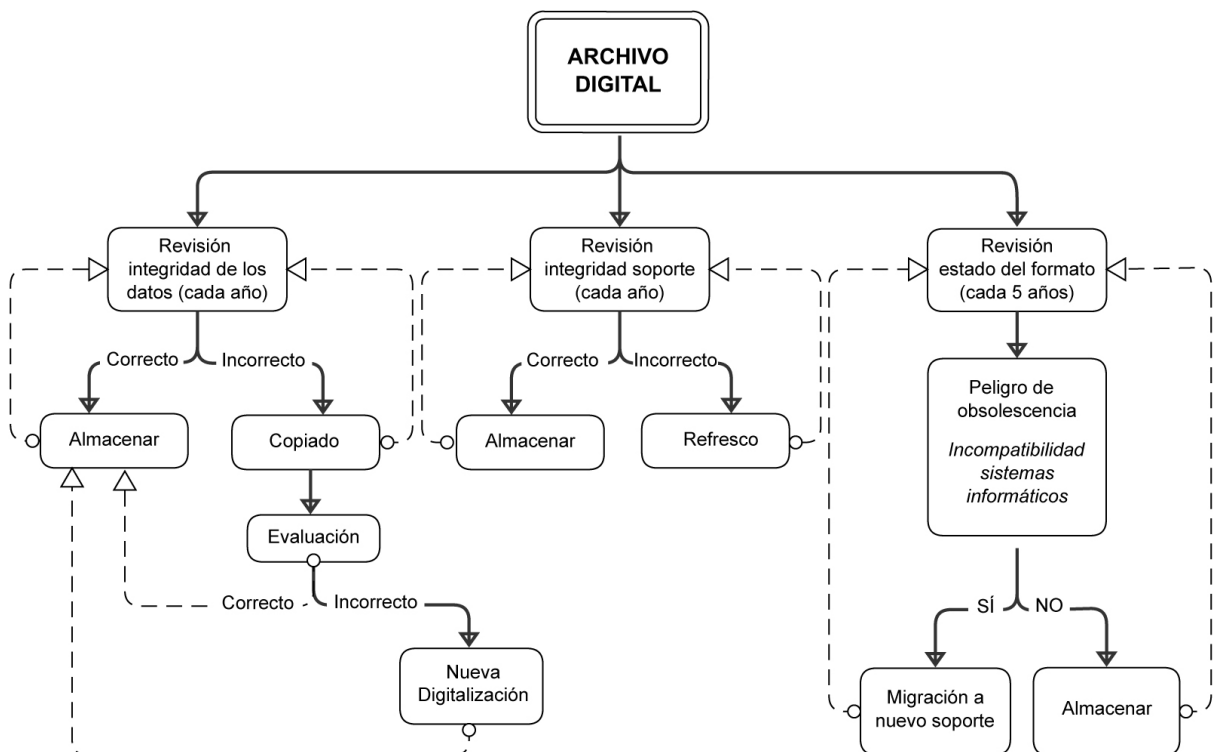 ARCHIVO
DIGITAL
Revisión
integridad de los
datos (cada año)
Correcto
Incorrecto
Almacenar
Copiado
Evaluación
Correcto
Incorrecto
Nueva
Digitalización
Revisión
integridad soporte
(cada año)
Correcto
Incorrecto
Almacenar
Refresco
Revisión
estado del formato
(cada 5 años)
Peligro de
obsolescencia
Incompatibilidad
sistemas
informáticos
SÍ
NO
Migración a
nuevo soporte
Almacenar